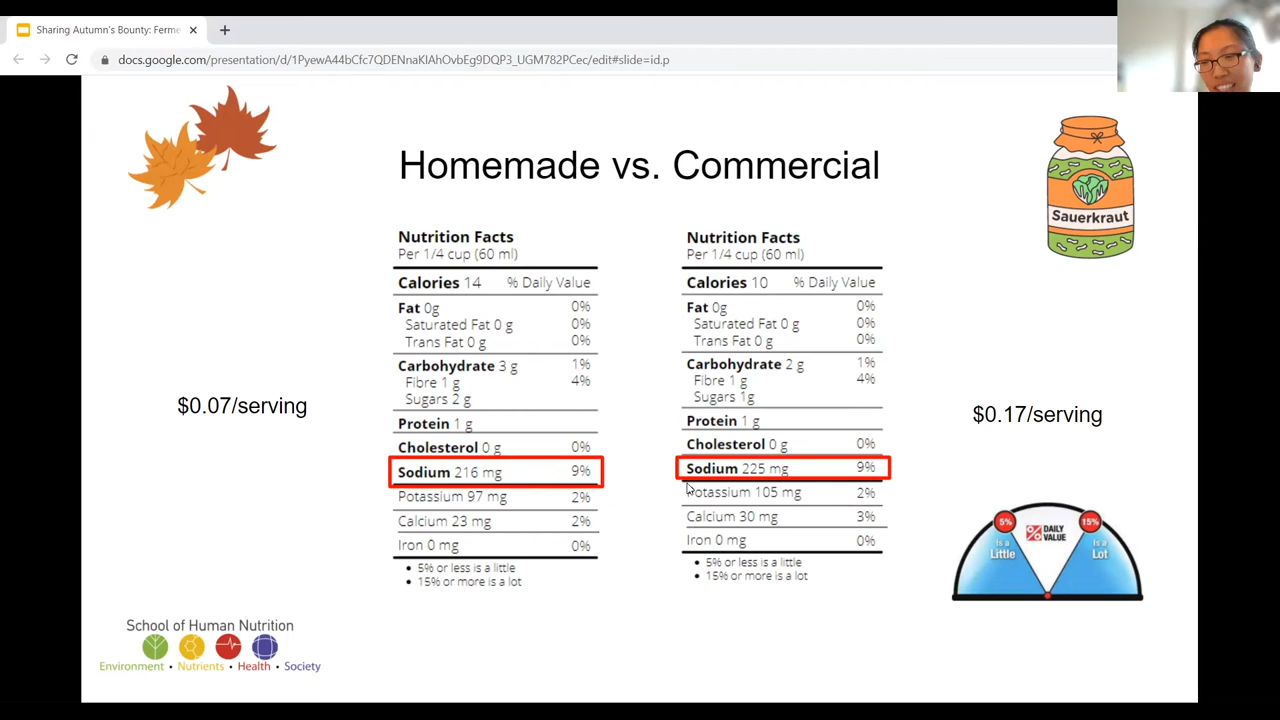 Sharing Autumn's Bounty: Ferme
docs.google.com/presentation/d/1PyewA44bCfc7QDENnaKIAhOvbEg9DQP3_UGM782PCec/edit#slide=id.p
Homemade vs. Commercial
Sauerkraut
$0.07/serving
Nutrition Facts
Per 1/4 cup (60 ml)
Calories 14 % Daily Value
Fat 0g 0%
Saturated Fat 0 g 0%
Trans Fat 0 g 0%
Carbohydrate 3 g 1%
Fibre 1 g 4%
Sugars 2 g
Protein 1 g
Cholesterol 0 g 0%
Sodium 216 mg 9%
Potassium 97 mg 2%
Calcium 23 mg 2%
Iron 0 mg 0%
• 5% or less is a little
• 15% or more is a lot
Nutrition Facts
Per 1/4 cup (60 ml)
Calories 10 % Daily Value
Fat 0g 0%
Saturated Fat 0 g 0%
Trans Fat 0 g 0%
Carbohydrate 2 g 1%
Fibre 1 g 4%
Sugars 1g
Protein 1 g
Cholesterol 0 g 0%
Sodium 225 mg 9%
Potassium 105 mg 2%
Calcium 30 mg 3%
Iron 0 mg 0%
• 5% or less is a little
• 15% or more is a lot
$0.17/serving
5%
Is a
Little
% DAILY
VALUE
15%
Is a
Lot
School of Human Nutrition
Environment • Nutrients • Health • Society